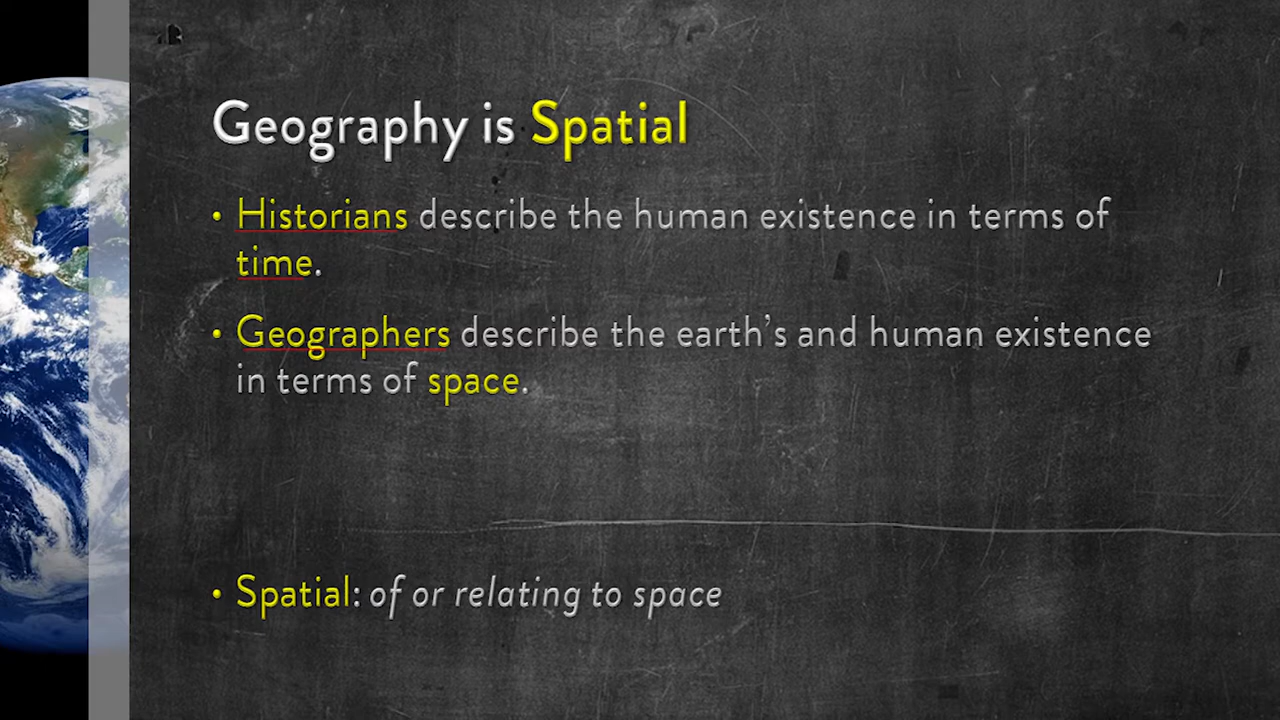 Geography is Spatial
• Historians describe the human existence in terms of
time.
• Geographers describe the earth's and human existence
in terms of space.
• Spatial: of or relating to space